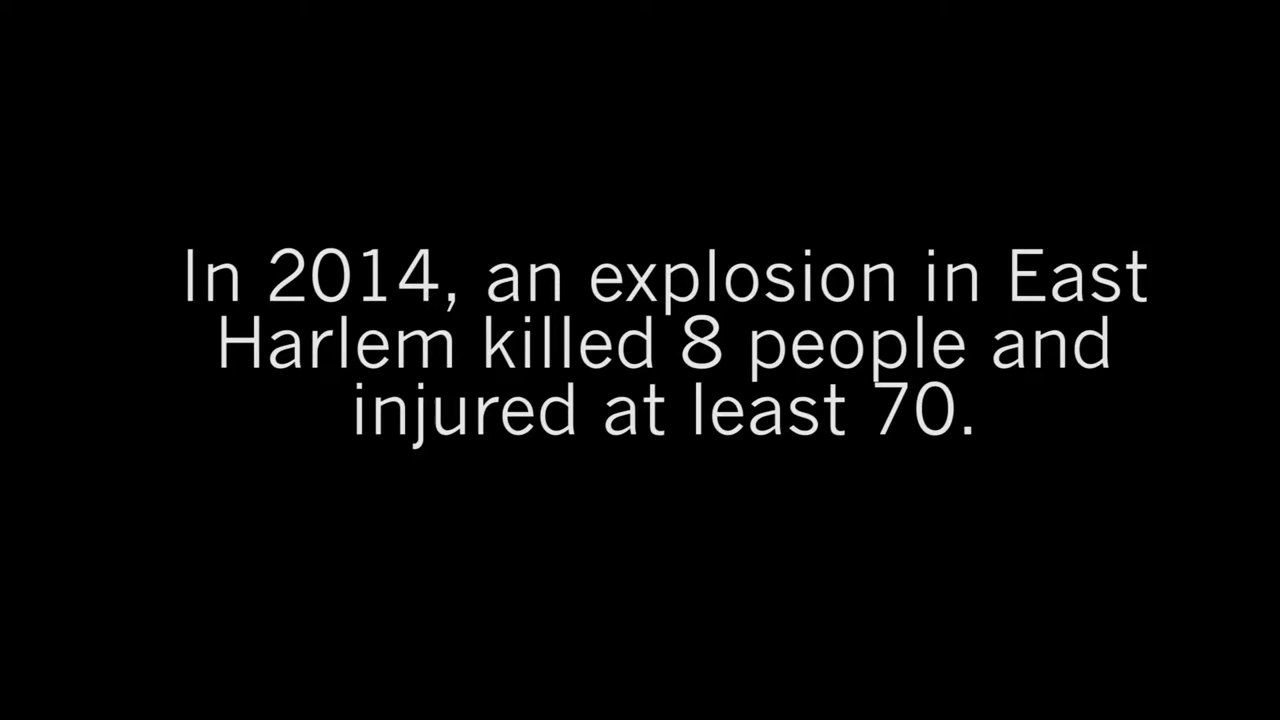 In 2014, an explosion in East
Harlem killed 8 people and
injured at least 70.